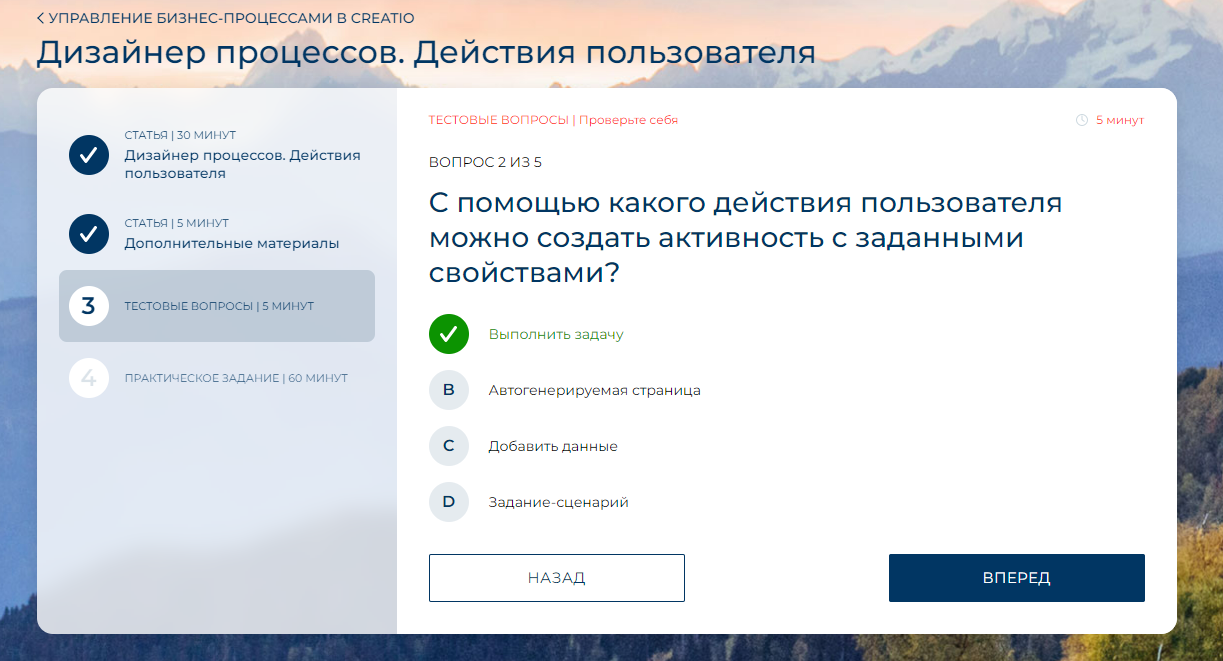 УПРАВЛЕНИЕ БИЗНЕС-ПРОЦЕССАМИ В CREATIO
Дизайнер процессов. Действия пользователя
СТАТЬЯ | 30 МИНУТ
Дизайнер процессов. Действия
пользователя
СТАТЬЯ | 5 МИНУТ
Дополнительные материалы
3
ТЕСТОВЫЕ ВОПРОСЫ | 5 МИНУТ
4
ПРАКТИЧЕСКОЕ ЗАДАНИЕ | 60 МИНУТ
ТЕСТОВЫЕ ВОПРОСЫ | Проверьте себя
5 минут
ВОПРОС 2 ИЗ 5
С помощью какого действия пользователя
можно создать активность с заданными
свойствами?
Выполнить задачу
B Автогенерируемая страница
C Добавить данные
D Задание-сценарий
НАЗАД
ВПЕРЕД